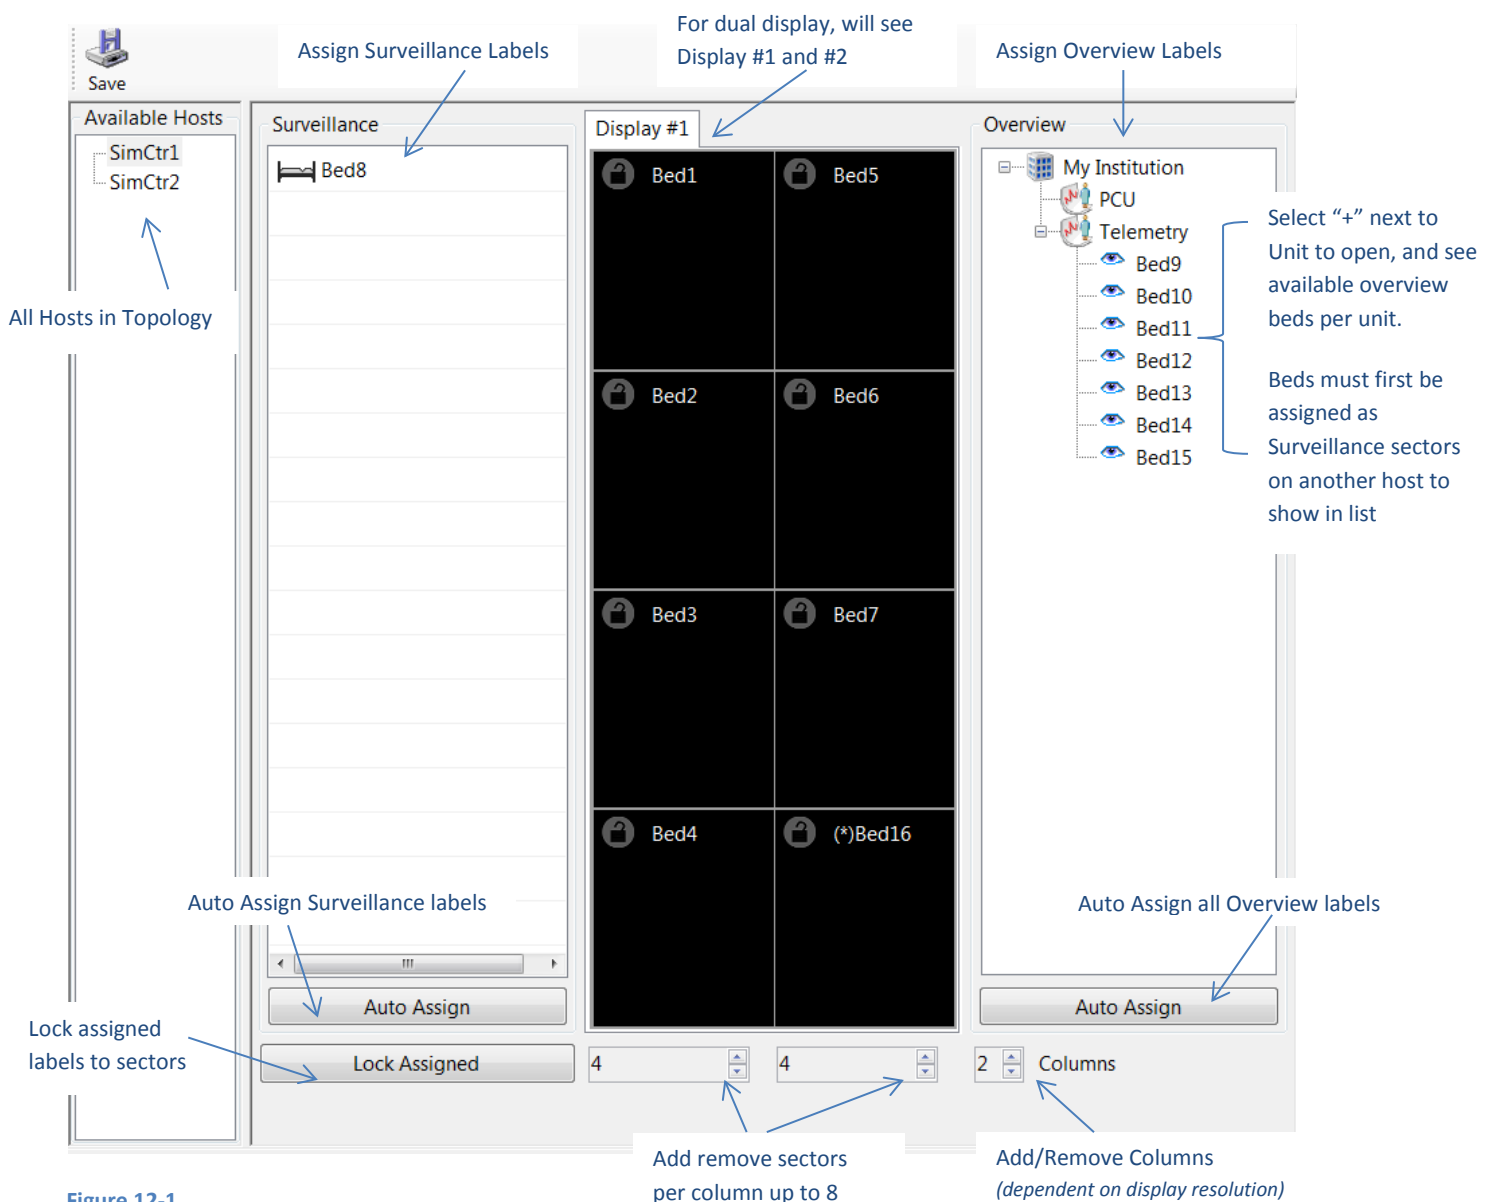 For dual display, will see
Display #1 and #2
Assign Surveillance Labels
Assign Overview Labels
Save
Available Hosts
SimCtr1
SimCtr2
All Hosts in Topology
Surveillance
Bed8
Display #1
Bed1
Bed5
Bed2
Bed6
Bed3
Bed7
Bed4
(*)Bed16
Overview
My Institution
PCU
Telemetry
Bed9
Bed10
Bed11
Bed12
Bed13
Bed14
Bed15
Select “+” next to
Unit to open, and see
available overview
beds per unit.
Beds must first be
assigned as
Surveillance sectors
on another host to
show in list
Auto Assign Surveillance labels
Auto Assign all Overview labels
Auto Assign
Auto Assign
Lock assigned
labels to sectors
Lock Assigned
4
4
2
Columns
Add remove sectors
per column up to 8
Add/Remove Columns
(dependent on display resolution)
Figure 12-1